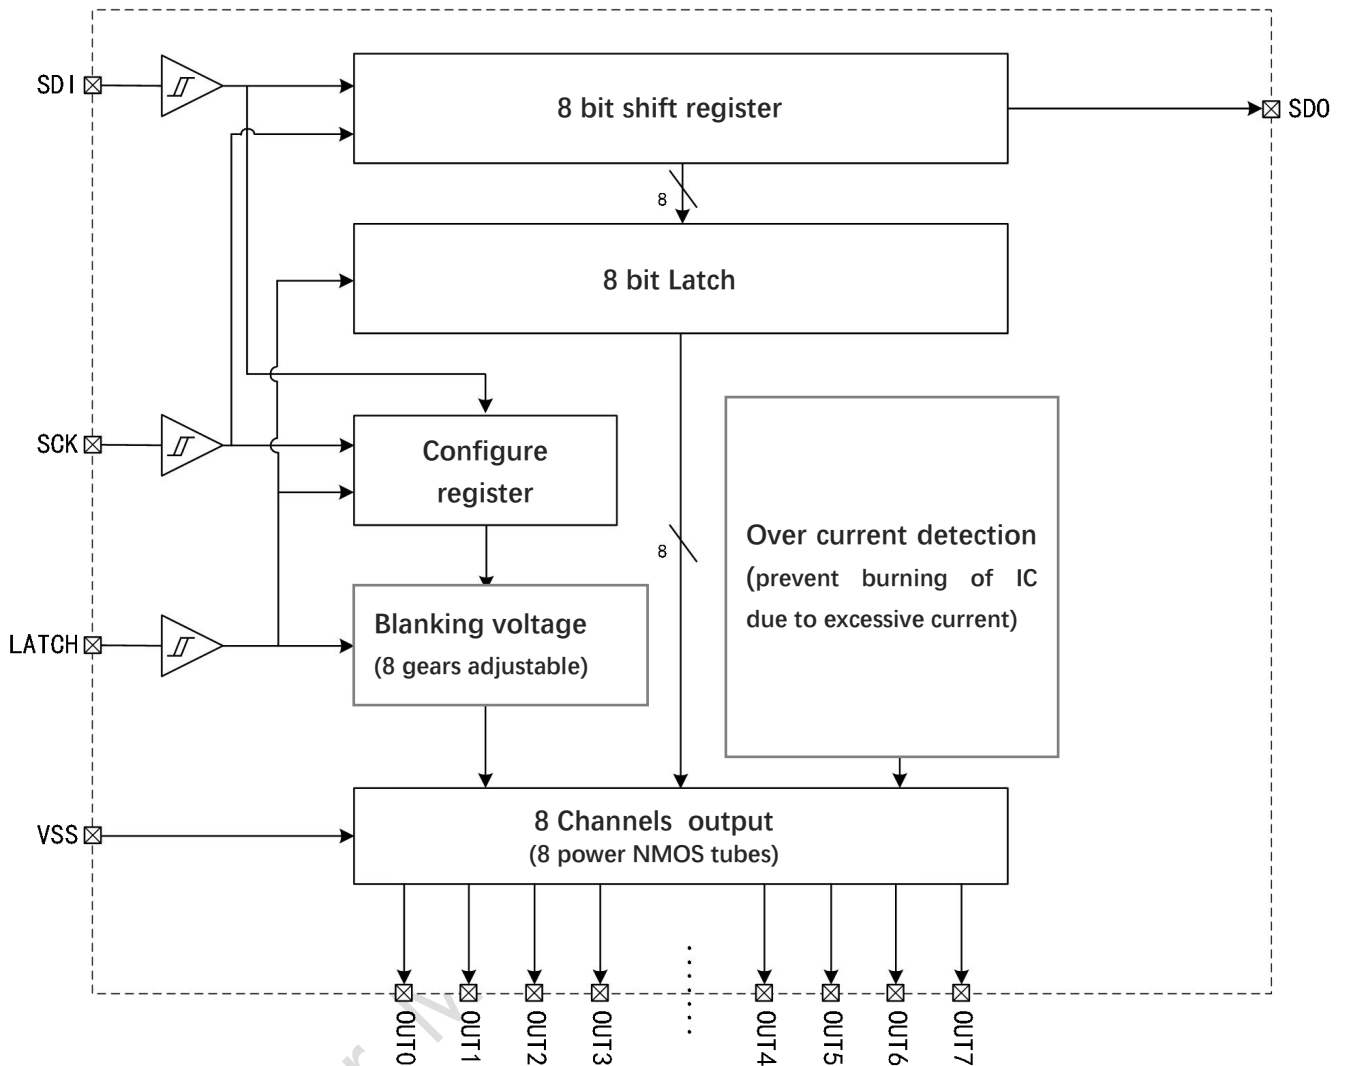 SDI
8 bit shift register
SDO
8
8 bit Latch
SCK
Configure
register
Over current detection
(prevent burning of IC
due to excessive current)
8
LATCH
Blanking voltage
(8 gears adjustable)
VSS
8 Channels output
(8 power NMOS tubes)
OUT0
OUT1
OUT2
OUT3
OUT4
OUT5
OUT6
OUT7